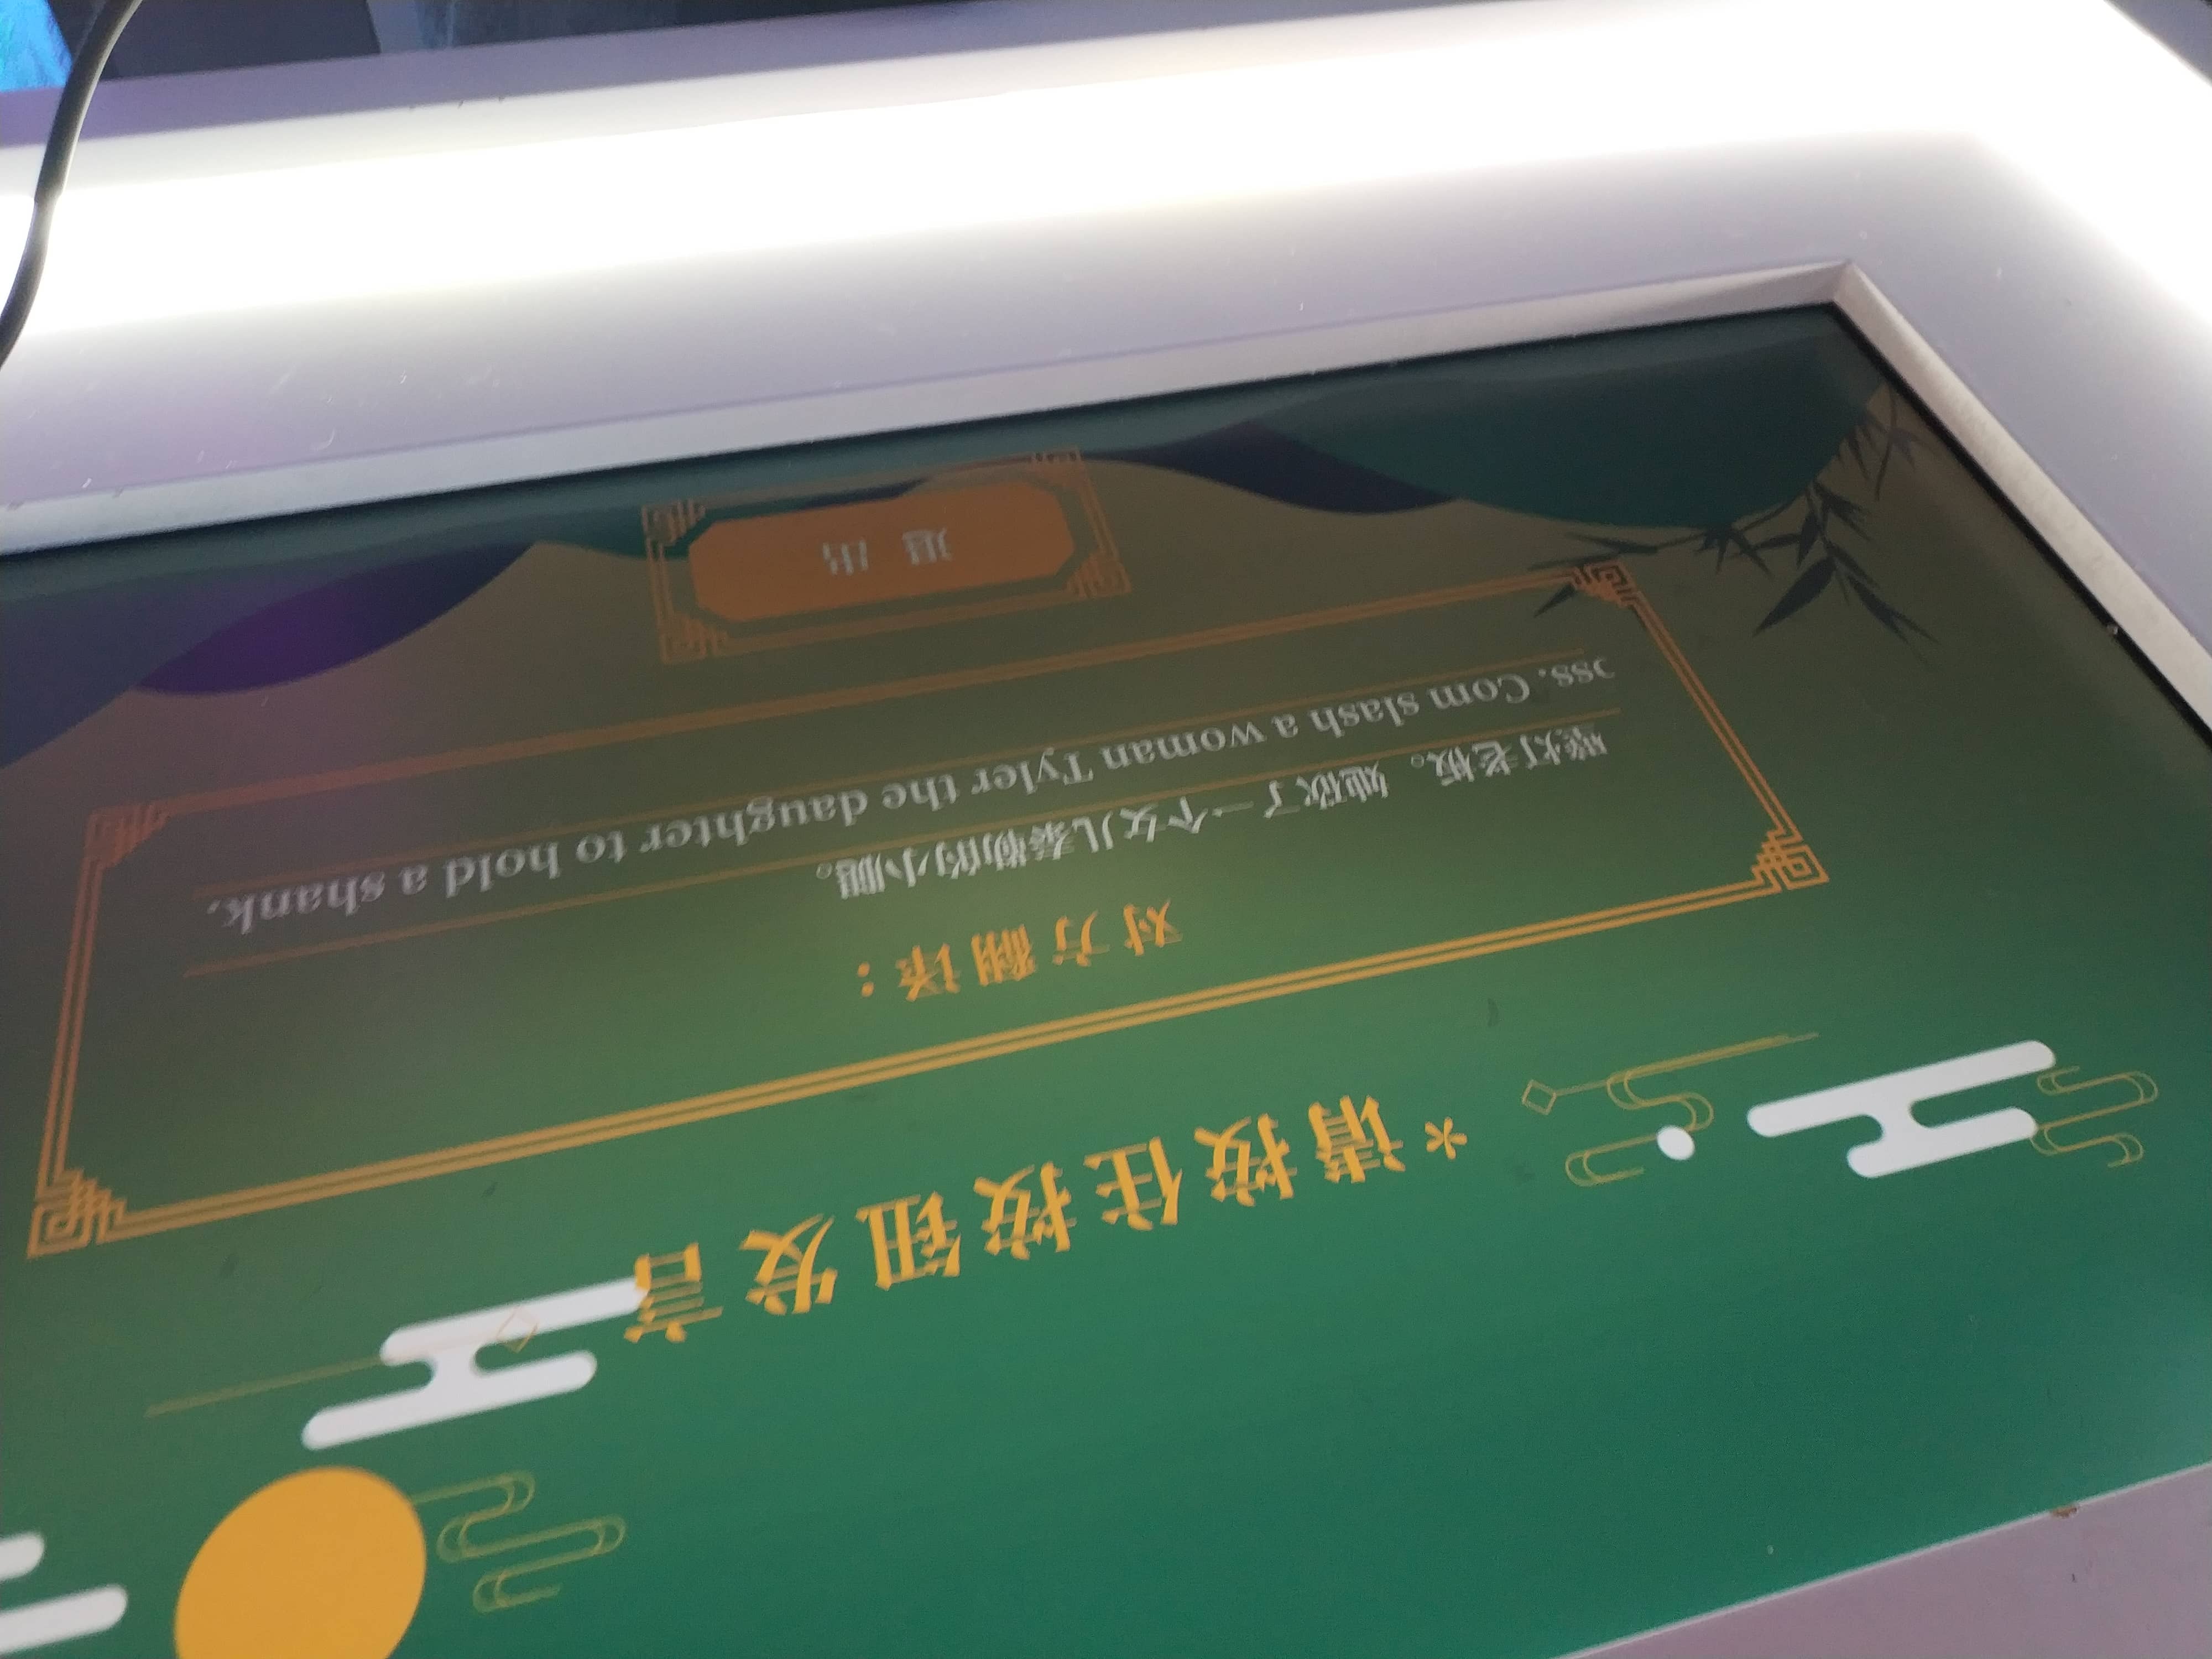 *请按住按钮发言
对方翻译：
壁灯老板。她砍了一个女儿泰勒的小腿。
oss. Com slash a woman Tyler the daughter to hold a shank.
退出